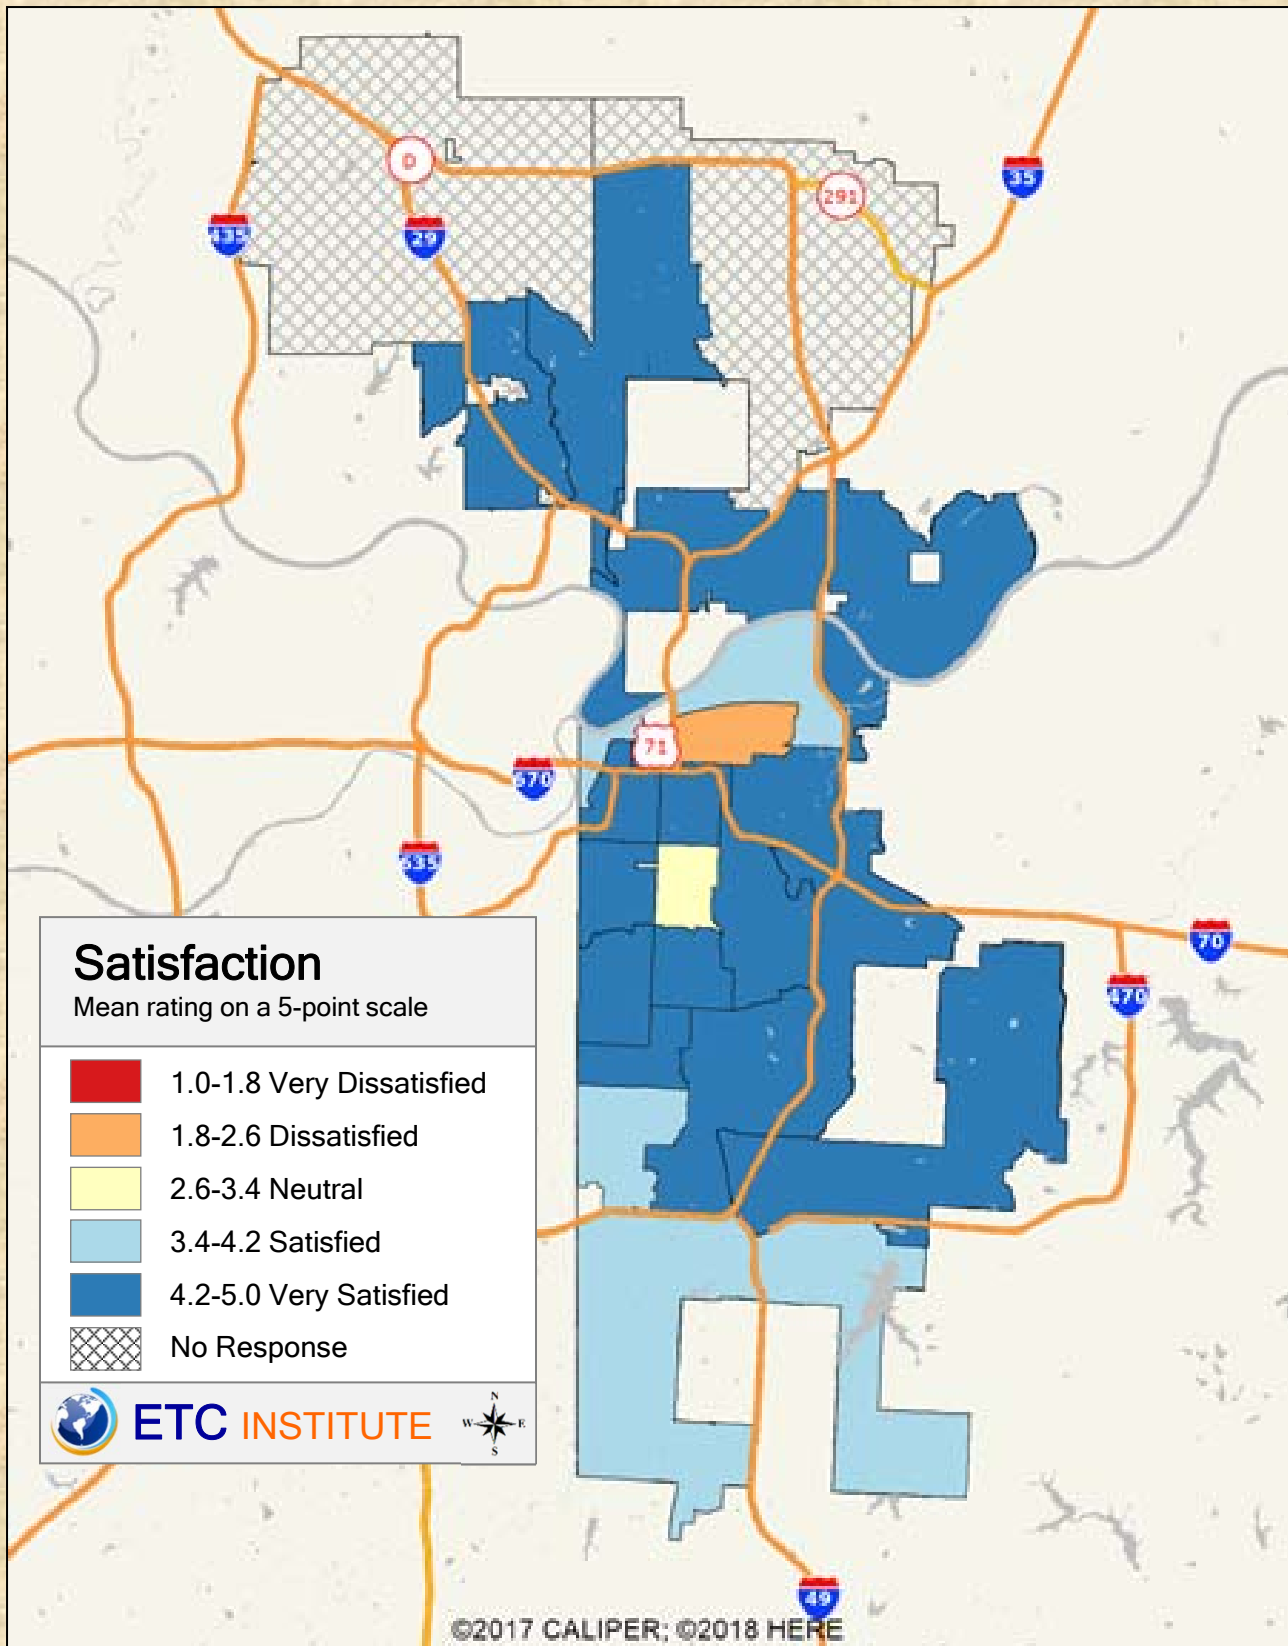 D
291
35
435
29
71
670
635
70
470
Satisfaction
Mean rating on a 5-point scale
1.0-1.8 Very Dissatisfied
1.8-2.6 Dissatisfied
2.6-3.4 Neutral
3.4-4.2 Satisfied
4.2-5.0 Very Satisfied
No Response
ETC INSTITUTE
N
W E
S
49
©2017 CALIPER; ©2018 HERE